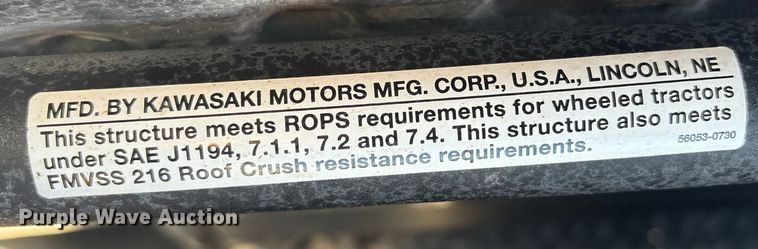 MFD. BY KAWASAKI MOTORS MFG. CORP., U.S.A., LINCOLN, NE
This structure meets ROPS requirements for wheeled tractors
under SAE J1194, 7.1.1, 7.2 and 7.4. This structure also meets
FMVSS 216 Roof Crush resistance requirements.
56053-0730
Purple Wave Auction